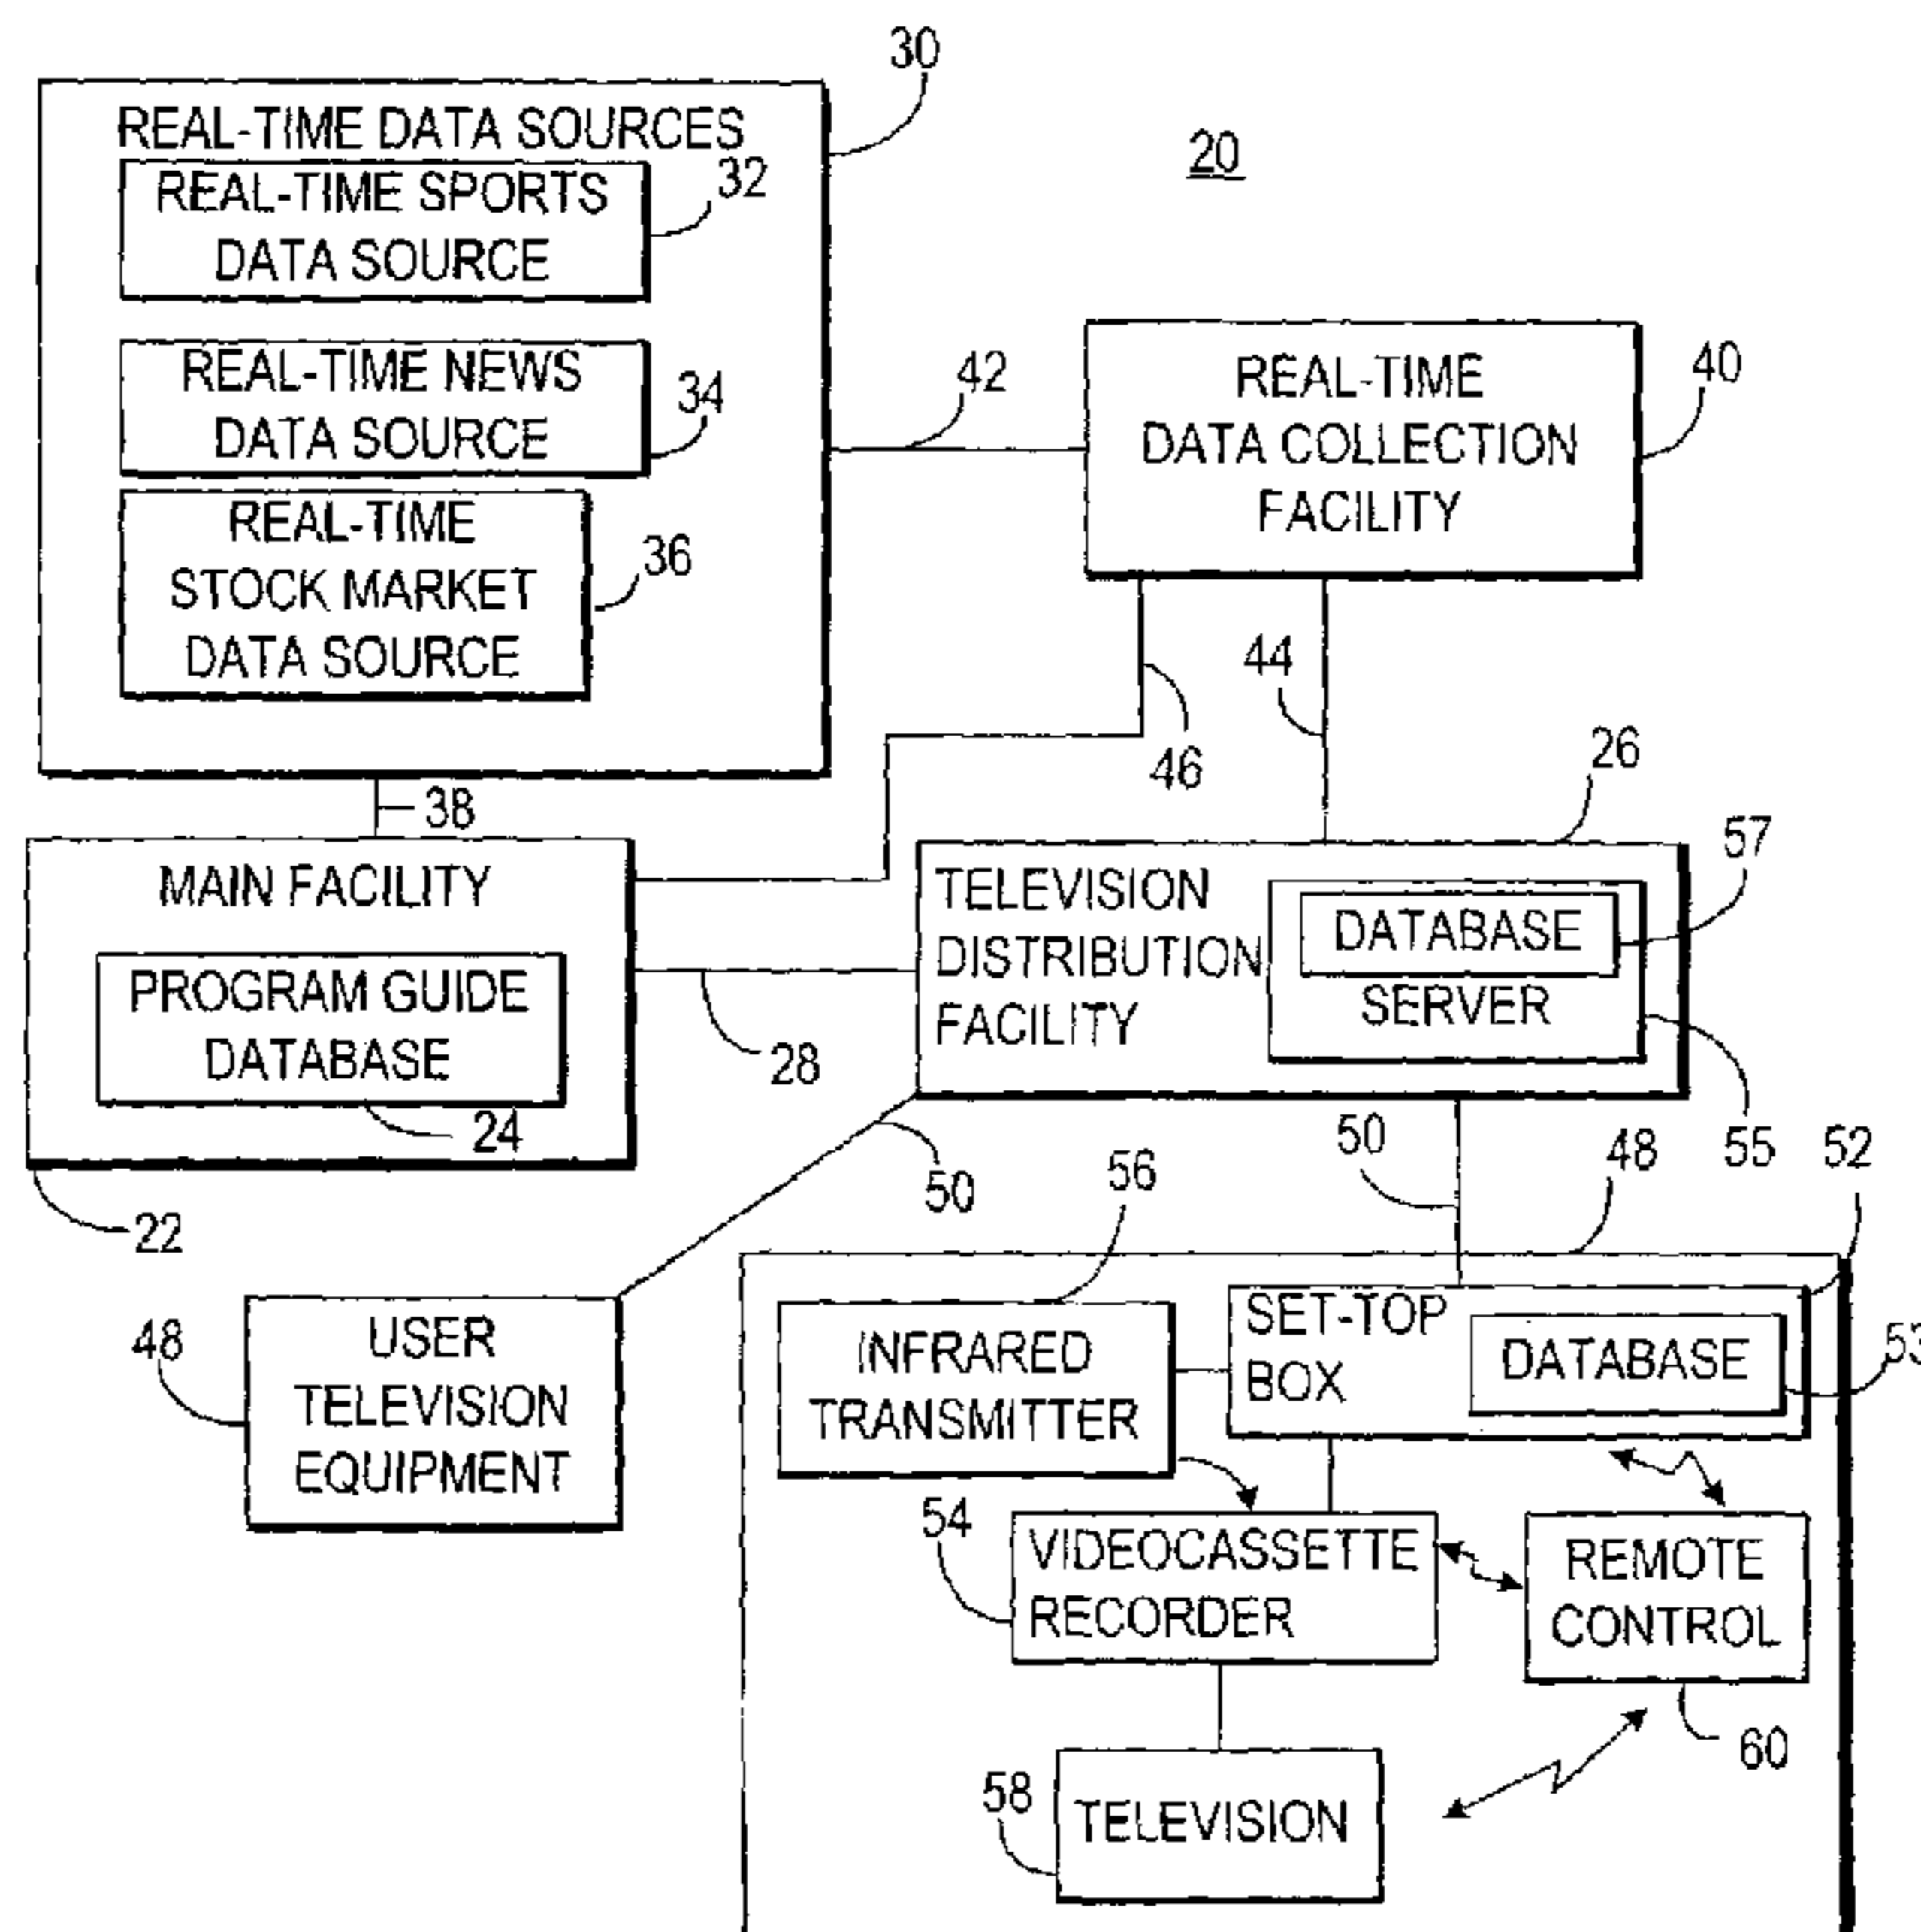 30
REAL-TIME DATA SOURCES
20
REAL-TIME SPORTS
DATA SOURCE
32
REAL-TIME NEWS
DATA SOURCE
34
REAL-TIME
STOCK MARKET
DATA SOURCE
36
42
REAL-TIME
DATA COLLECTION
FACILITY
40
44
46
26
38
MAIN FACILITY
PROGRAM GUIDE
DATABASE
24
22
28
TELEVISION
DISTRIBUTION
FACILITY
DATABASE
SERVER
57
55
50
50
48
52
56
48
USER
TELEVISION
EQUIPMENT
INFRARED
TRANSMITTER
SET-TOP
BOX
DATABASE
53
54
VIDEOCASSETTE
RECORDER
REMOTE
CONTROL
60
58
TELEVISION